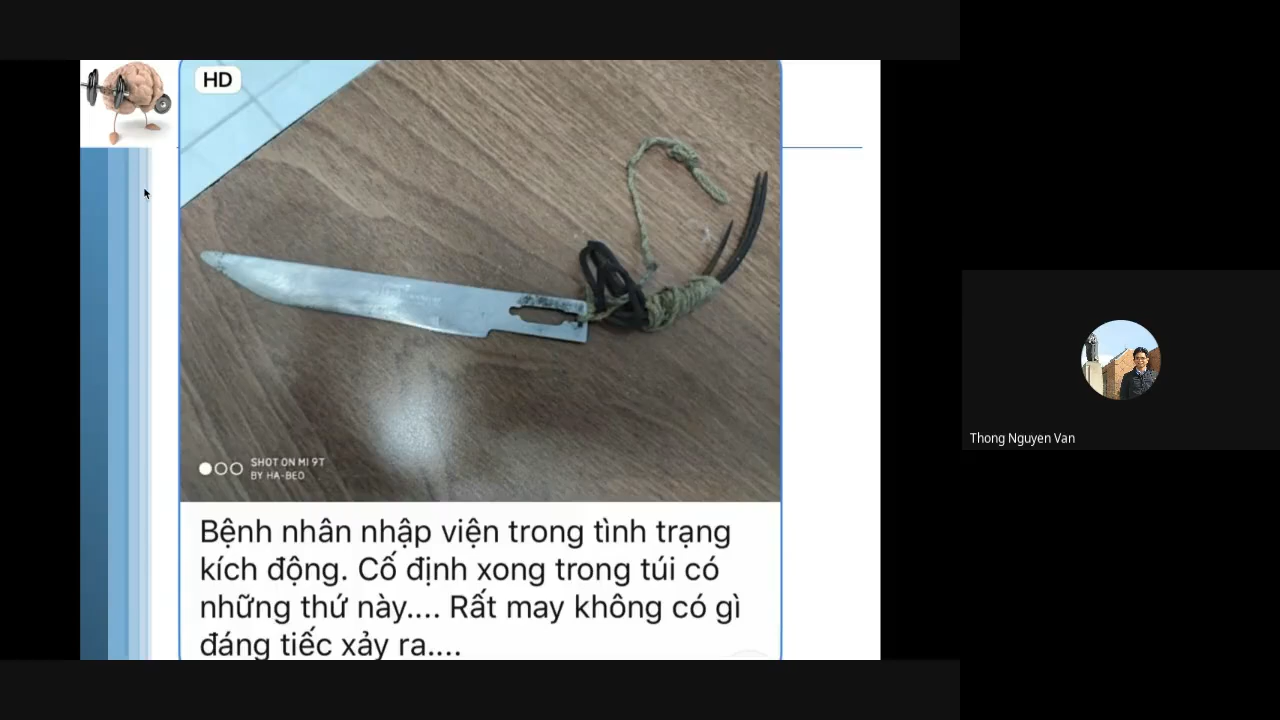 HD
SHOT ON MI 9T
BY HA-BEO
Bệnh nhân nhập viện trong tình trạng
kích động. Cố định xong trong túi có
những thứ này.... Rất may không có gì
đáng tiếc xảy ra....
Thong Nguyen Van